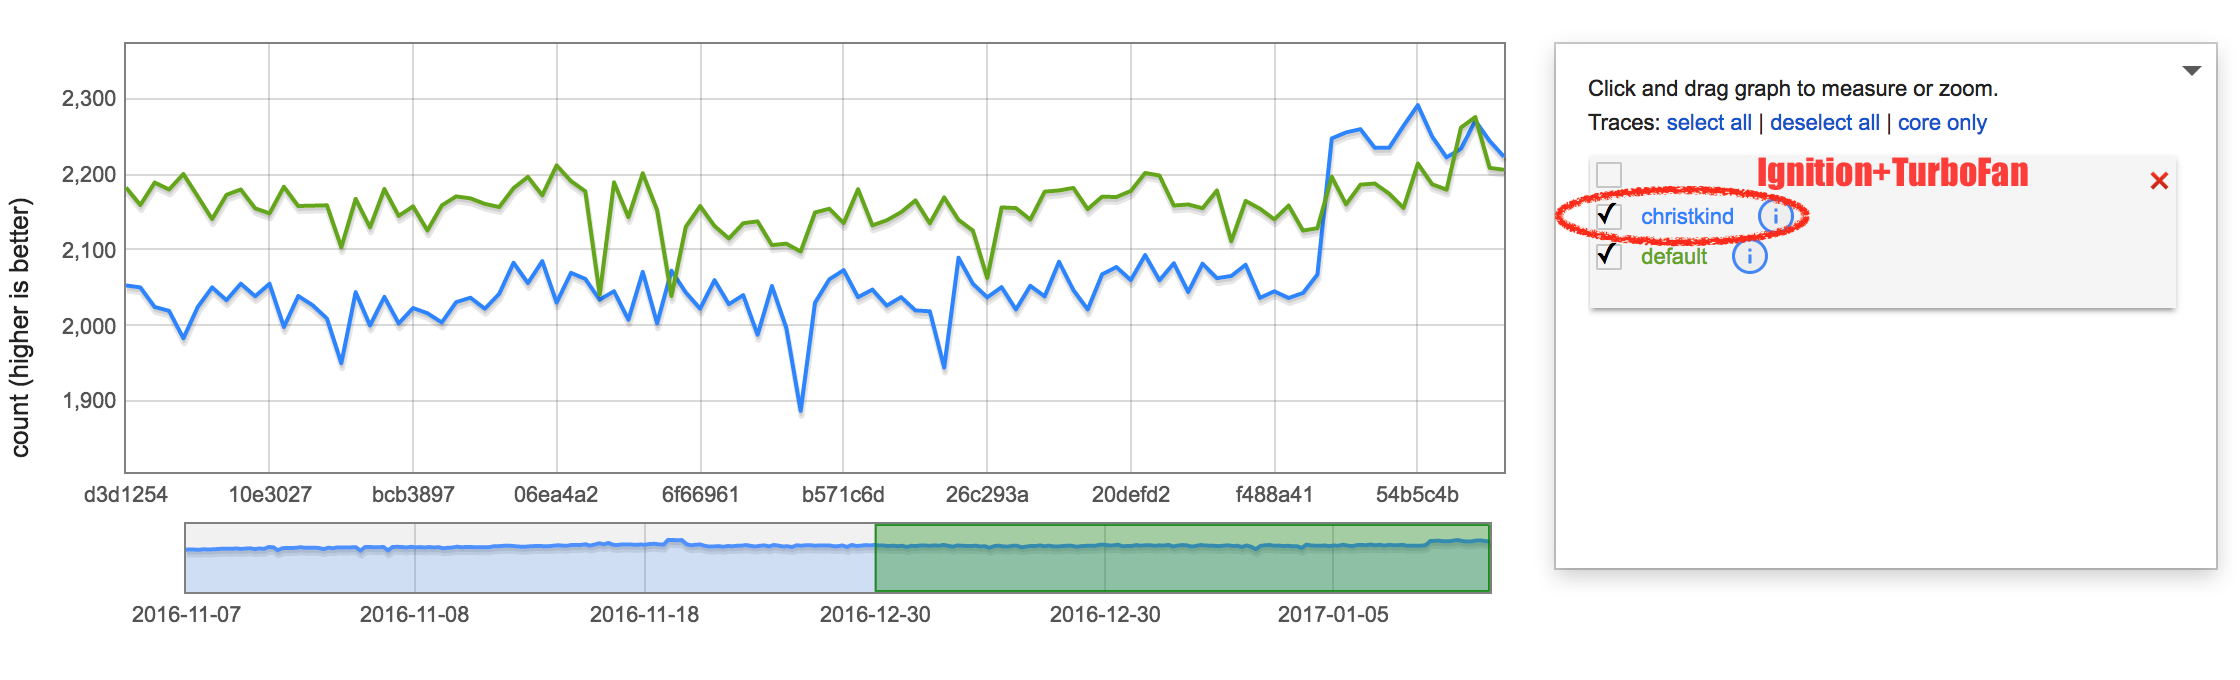 count (higher is better)
2,300
2,200
2,100
2,000
1,900
d3d1254 10e3027 bcb3897 06ea4a2 6f66961 b571c6d 26c293a 20defd2 f488a41 54b5c4b
2016-11-07 2016-11-08 2016-11-18 2016-12-30 2016-12-30 2017-01-05
Click and drag graph to measure or zoom.
Traces: select all | deselect all | core only
Ignition+TurboFan
christkind
default